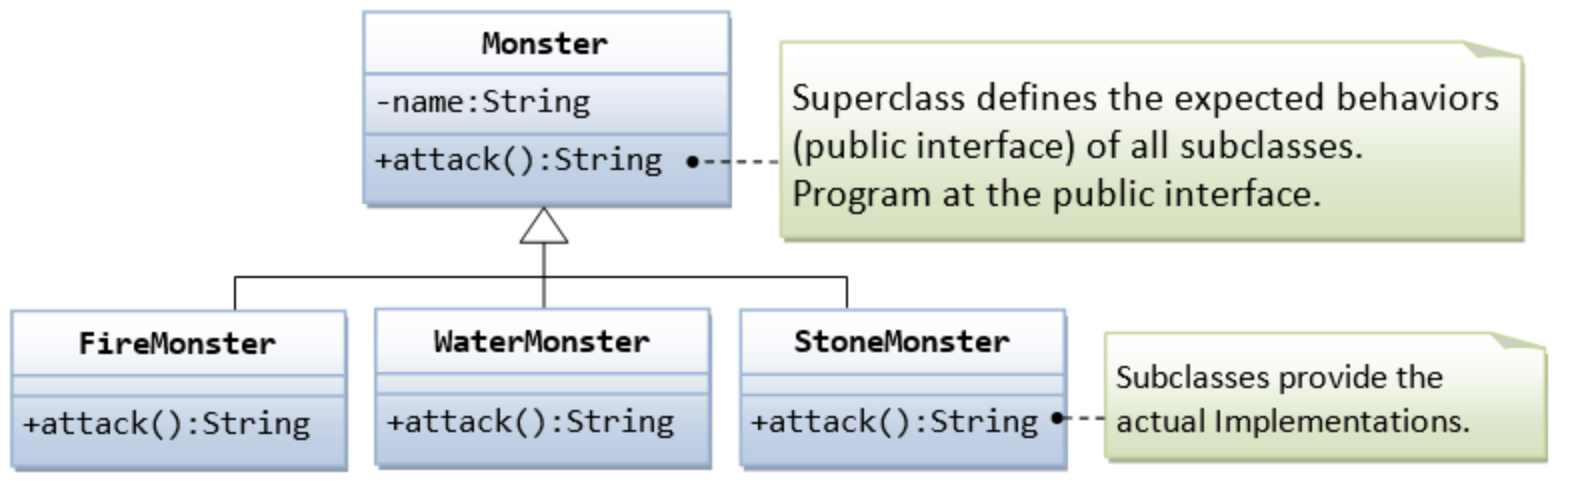 Monster
-name:String
+attack():String
Superclass defines the expected behaviors
(public interface) of all subclasses.
Program at the public interface.
FireMonster
+attack():String
WaterMonster
+attack():String
StoneMonster
+attack():String
Subclasses provide the
actual Implementations.